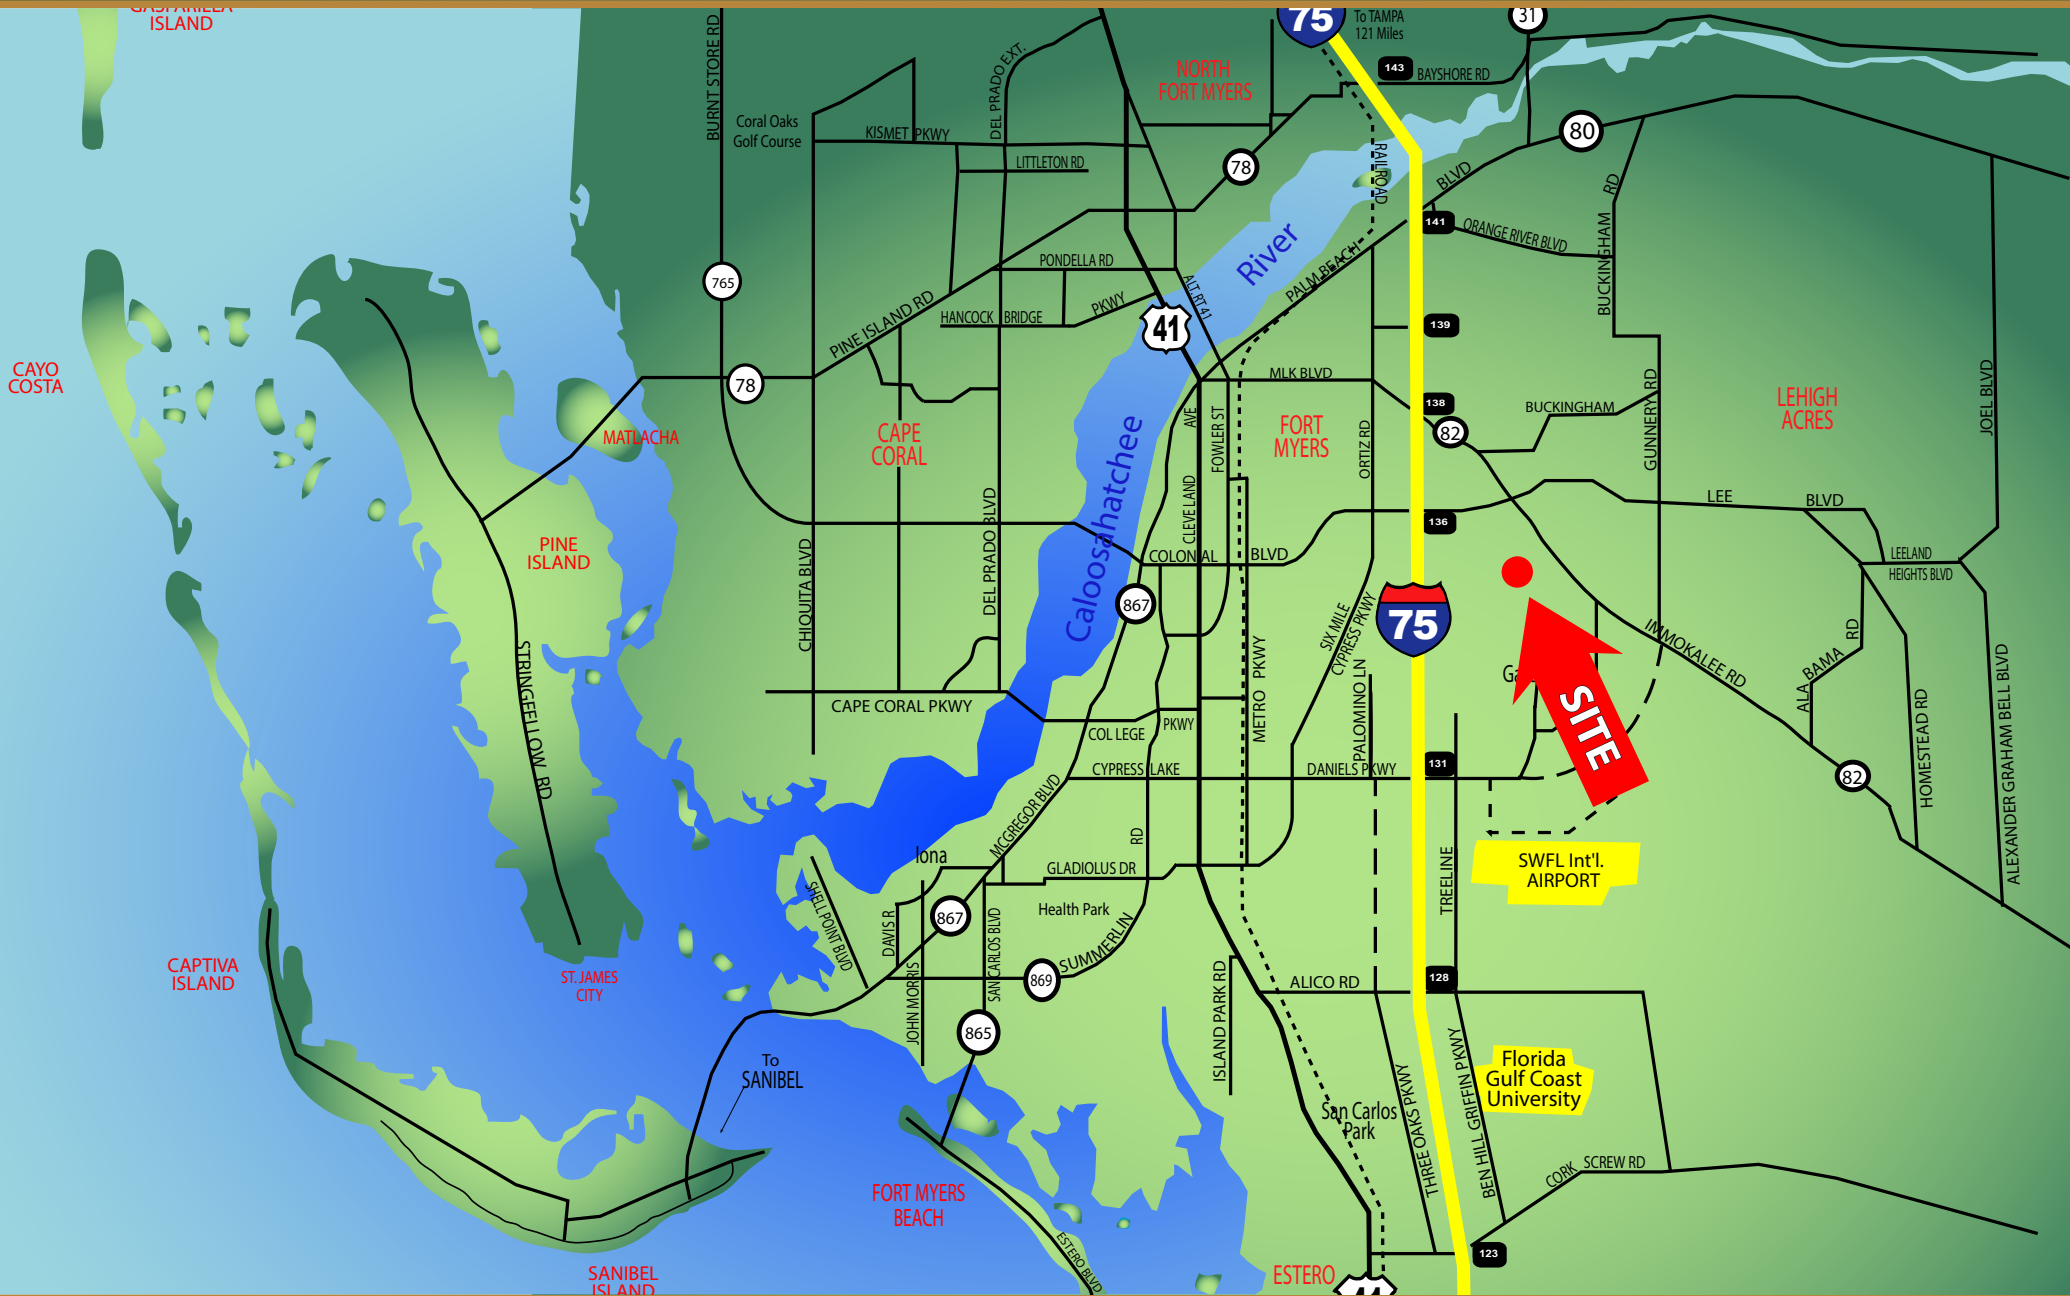 GASPARILLA
ISLAND
BURNT STORE RD
Coral Oaks
Golf Course
KISMET PKWY
DEL PRADO EXT.
LITTLETON RD
NORTH
FORT MYERS
75
To TAMPA
121 Miles
31
143
BAYSHORE RD
80
78
RAILROAD
BLVD
141
ORANGE RIVER BLVD
BUCKINGHAM
RD
River
PALM BEACH
765
PONDELLA RD
ALT. RT 41
HANCOCK BRIDGE
PKWY
PINE ISLAND RD
41
139
CAYO
COSTA
78
MATLACHA
CAPE
CORAL
MLK BLVD
138
82
AVE
FOWLER ST
FORT
MYERS
ORTIZ RD
BUCKINGHAM
GUNNERY RD
LEHIGH
ACRES
JOEL BLVD
LEE
BLVD
136
CLEVELAND
COLONIAL
BLVD
Caloosahatchee
PINE
ISLAND
CHIQUITA BLVD
DEL PRADO BLVD
867
LEELAND
HEIGHTS BLVD
75
SIX MILE
CYPRESS PKWY
METRO PKWY
PALOMINO LN
Ga
SITE
IMMOKALEE RD
ALA
BAMA
RD
HOMESTEAD RD
ALEXANDER GRAHAM BELL BLVD
STRINGFELLOW RD
CAPE CORAL PKWY
COLLEGE
PKWY
CYPRESS LAKE
DANIELS PKWY
131
82
MCGREGOR BLVD
RD
Iona
GLADIOLUS DR
TREELINE
SWFL Int'l.
AIRPORT
SHELL POINT BLVD
DAVIS R
867
SAN CARLOS BLVD
Health Park
SUMMERLIN
869
JOHN MORRIS
865
CAPTIVA
ISLAND
ST. JAMES
CITY
ISLAND PARK RD
ALICO RD
128
To
SANIBEL
Florida
Gulf Coast
University
THREE OAKS PKWY
BEN HILL GRIFFIN PKWY
San Carlos
Park
CORK
SCREW RD
FORT MYERS
BEACH
ESTERO BLVD
123
SANIBEL
ISLAND
ESTERO
41